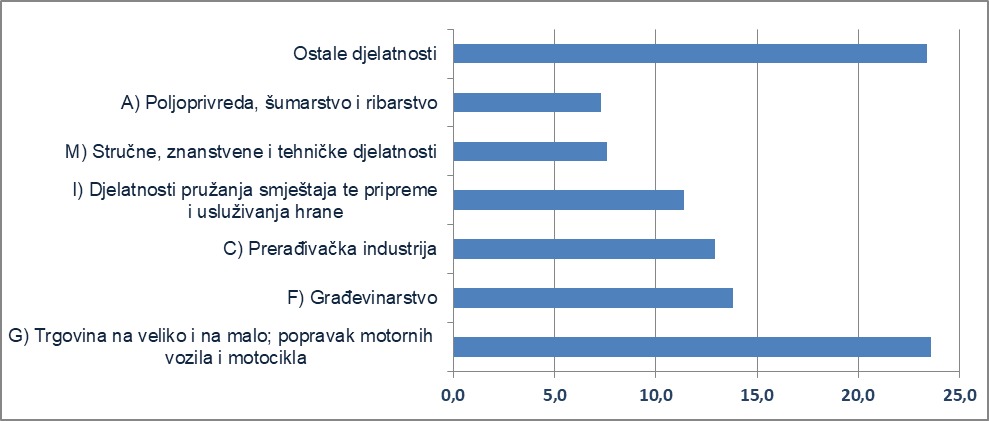 Ostale djelatnosti
A) Poljoprivreda, šumarstvo i ribarstvo
M) Stručne, znanstvene i tehničke djelatnosti
I) Djelatnosti pružanja smještaja te pripreme
i usluživanja hrane
C) Prerađivačka industrija
F) Građevinarstvo
G) Trgovina na veliko i na malo; popravak motornih
vozila i motocikla
0,0 5,0 10,0 15,0 20,0 25,0